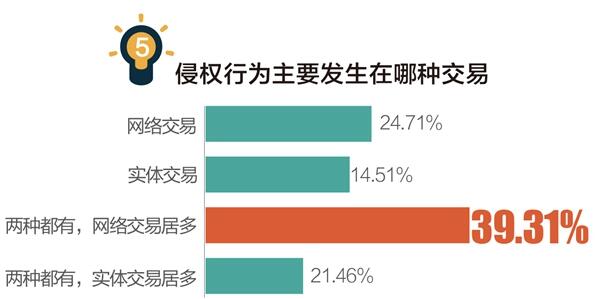 5
侵权行为主要发生在哪种交易
网络交易 24.71%
实体交易 14.51%
两种都有，网络交易居多 39.31%
两种都有，实体交易居多 21.46%